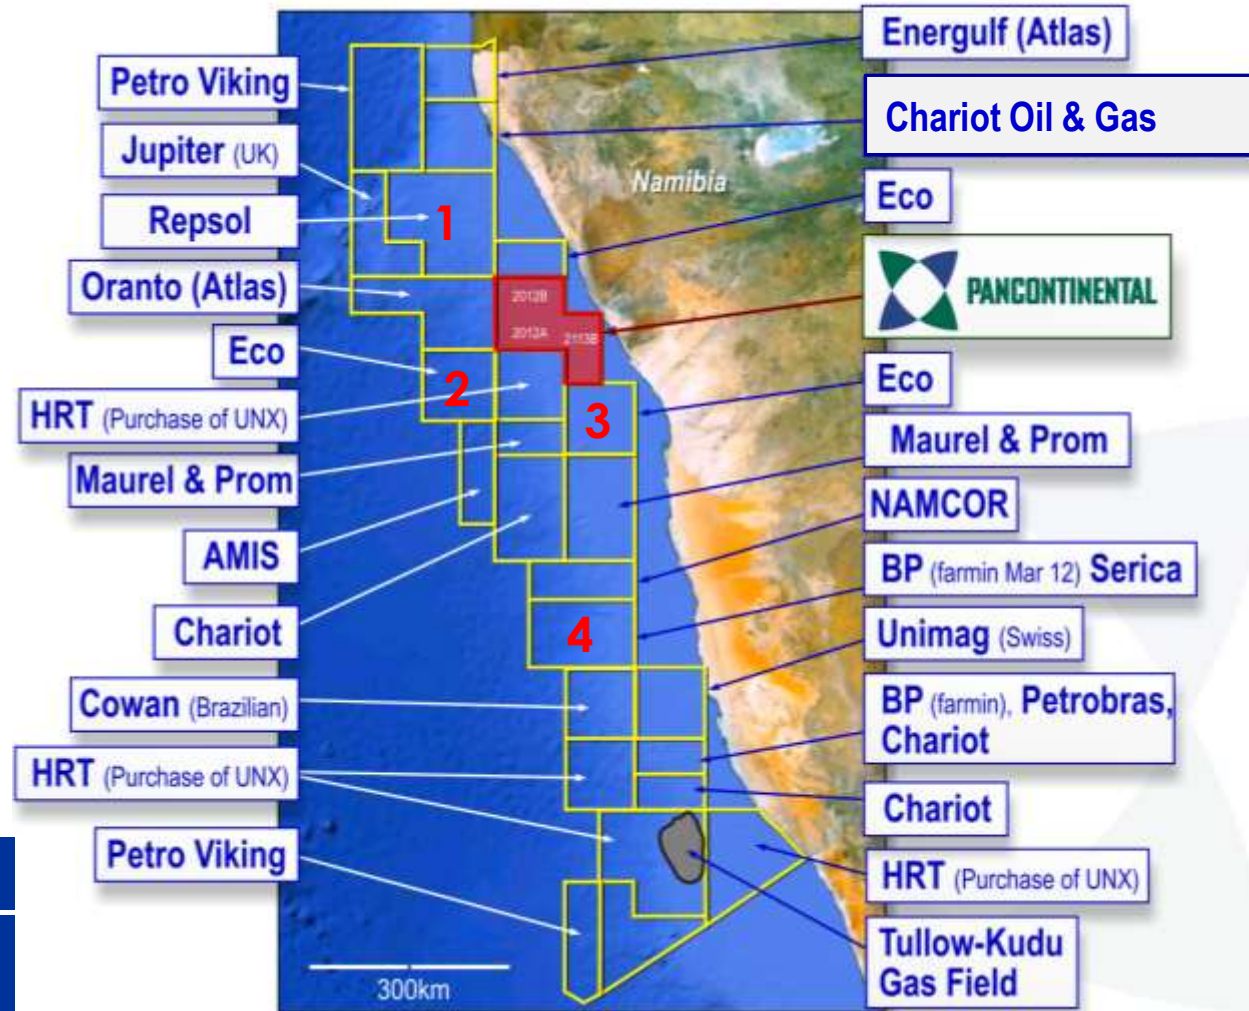 Petro Viking
Jupiter (UK)
Repsol
Oranto (Atlas)
Eco
HRT (Purchase of UNX)
Maurel & Prom
AMIS
Chariot
Cowan (Brazilian)
HRT (Purchase of UNX)
Petro Viking
Namibia
1
2012B
2012A
2113B
2
3
4
300km
Energulf (Atlas)
Chariot Oil & Gas
Eco
PANCONTINENTAL
Eco
Maurel & Prom
NAMCOR
BP (farmin Mar 12) Serica
Unimag (Swiss)
BP (farmin), Petrobras,
Chariot
Chariot
HRT (Purchase of UNX)
Tullow-Kudu
Gas Field